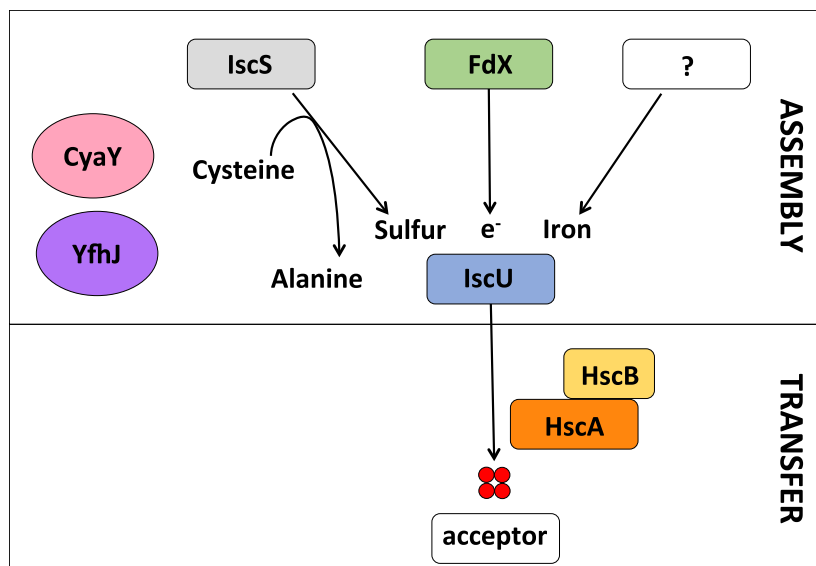 IscS
FdX
?
ASSEMBLY
CyaY
Cysteine
YfhJ
Sulfur
e-
Iron
Alanine
IscU
TRANSFER
HscB
HscA
acceptor